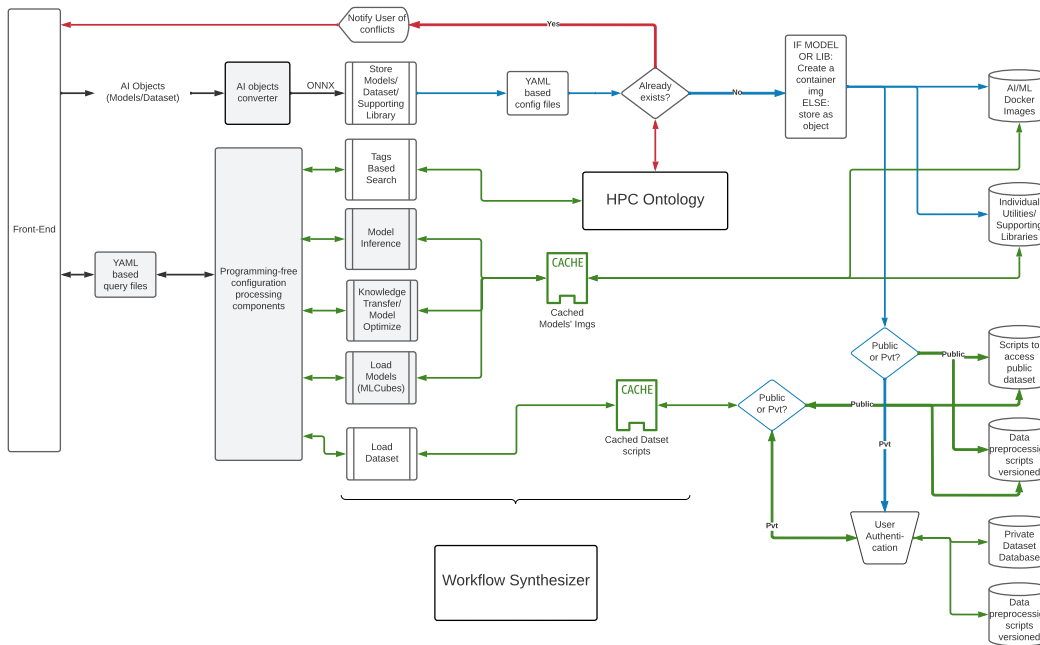 Notify User of
conflicts
Yes
AI Objects
(Models/Dataset)
AI objects
converter
ONNX
Store
Models/
Dataset/
Supporting
Library
YAML
based
config files
Already
exists?
No
IF MODEL
OR LIB:
Create a
container
img
ELSE:
store as
object
AI/ML
Docker
Images
Tags
Based
Search
HPC Ontology
Individual
Utilities/
Supporting
Libraries
Front-End
Model
Inference
YAML
based
query files
Programming-free
configuration
processing
components
CACHE
Cached
Models' Imgs
Knowledge
Transfer/
Model
Optimize
Public
or Pvt?
Public
Scripts to
access
public
dataset
Load
Models
(MLCubes)
CACHE
Cached Datset
scripts
Public
or Pvt?
Public
Load
Dataset
Pvt
Data
preprocessi
scripts
versioned
Pvt
User
Authenti-
cation
Private
Dataset
Database
Workflow Synthesizer
Data
preprocessi
scripts
versioned